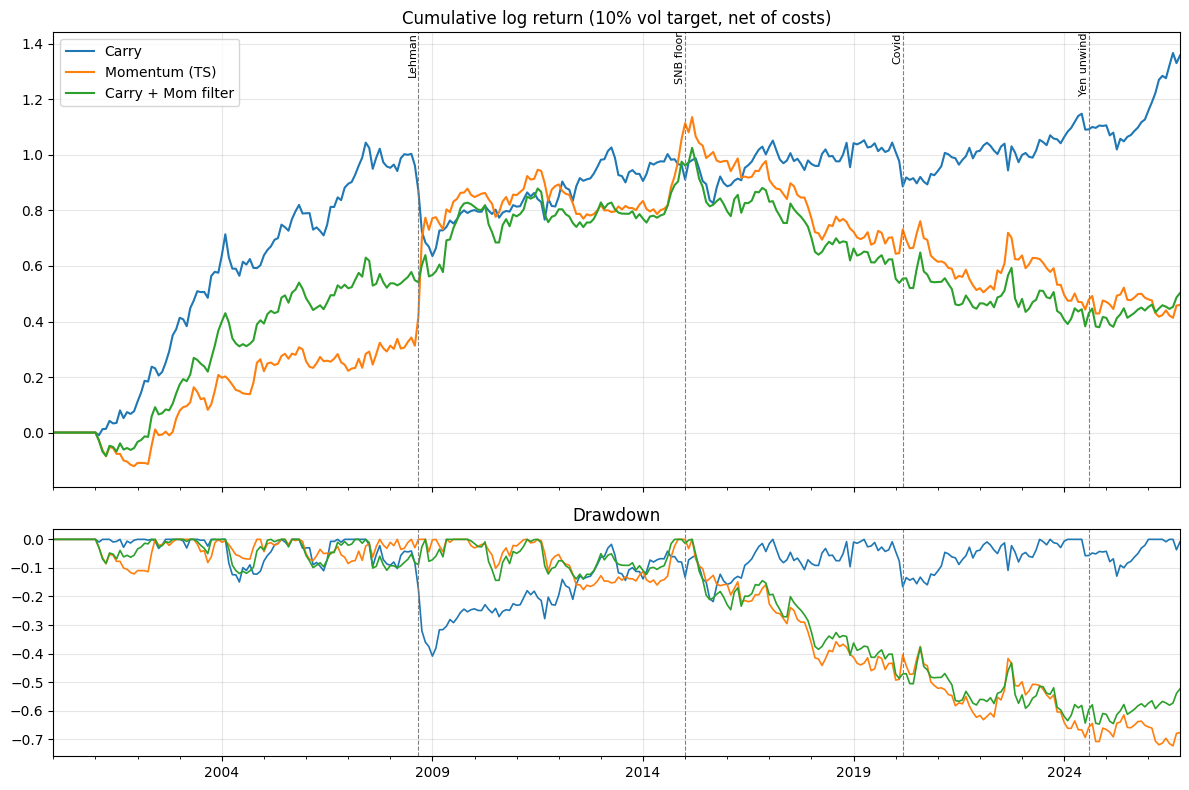 Cumulative log return (10% vol target, net of costs)
Carry
Momentum (TS)
Carry + Mom filter
Lehman
SNB floor
Covid
Yen unwind
1.4
1.2
1.0
0.8
0.6
0.4
0.2
0.0
Drawdown
0.0
−0.1
−0.2
−0.3
−0.4
−0.5
−0.6
−0.7
2004
2009
2014
2019
2024